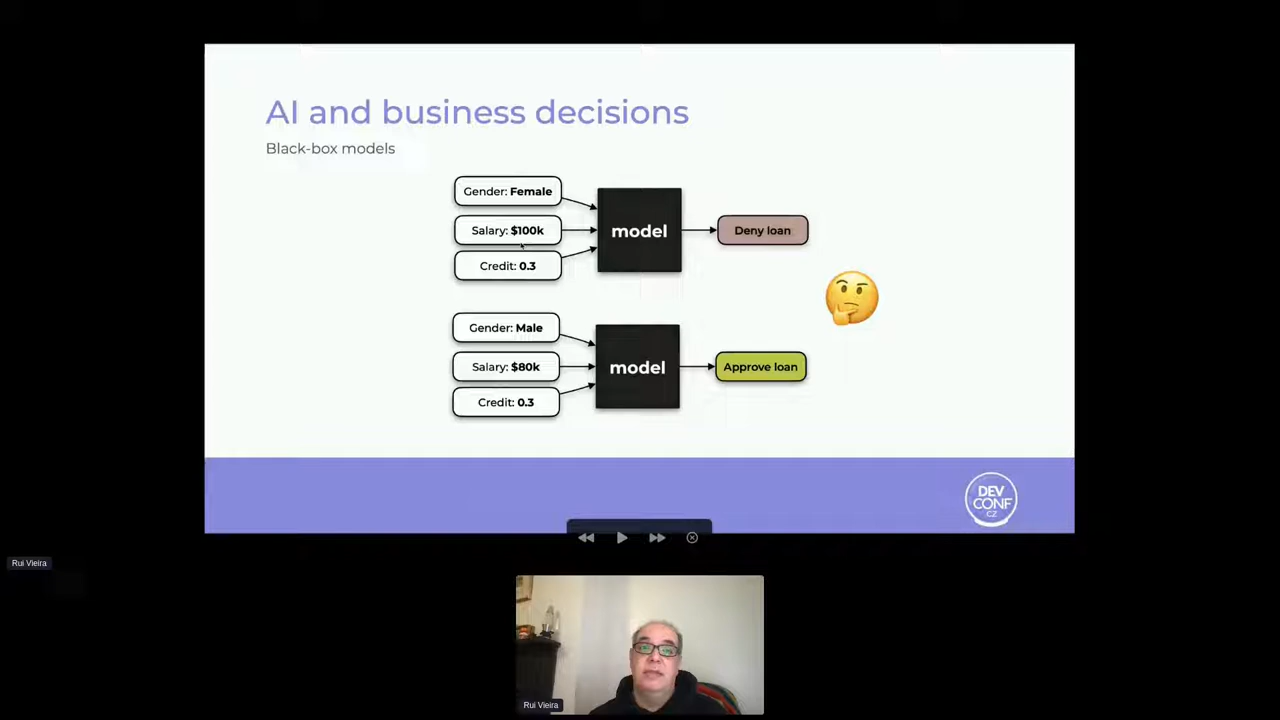 AI and business decisions
Black-box models
Gender: Female
Salary: $100k
Credit: 0.3
model
Deny loan
Gender: Male
Salary: $80k
Credit: 0.3
model
Approve loan
DEV
CONF
CZ
Rui Vieira
Rui Vieira